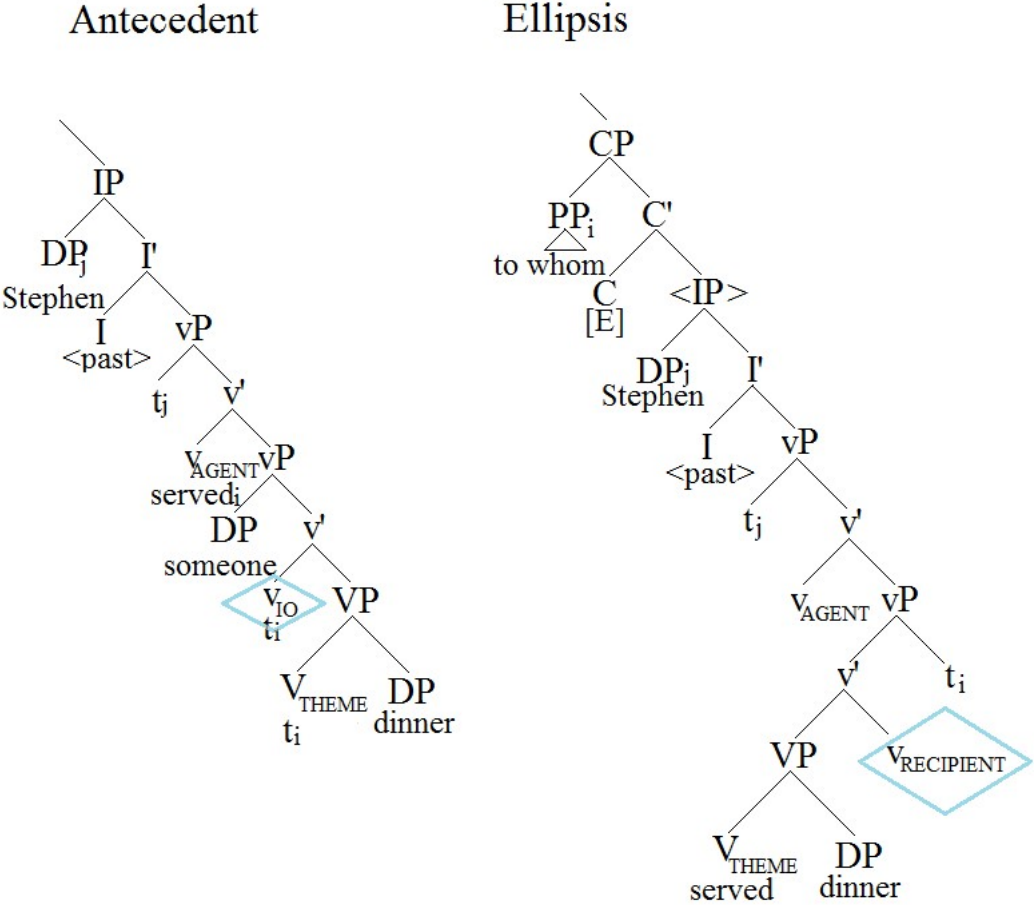 Antecedent
IP
DPj
I'
Stephen
I
<past>
vP
tj
v'
vAGENT
servedi
vP
DP
someone
v'
vIO
ti
VP
VTHEME
ti
DP
dinner
Ellipsis
CP
PPi
to whom
C'
C
[E]
<IP>
DPj
Stephen
I'
I
<past>
vP
tj
v'
vAGENT
vP
v'
ti
VP
vRECIPIENT
VTHEME
served
DP
dinner